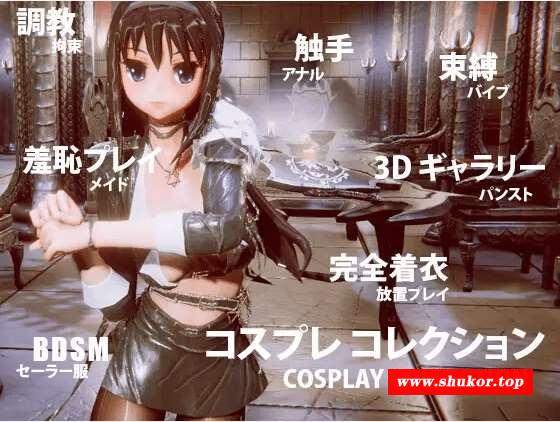 調教
拘束
触手
アナル
束縛
バイブ
羞恥プレイ
メイド
3D ギャラリー
パンスト
完全着衣
放置プレイ
BDSM
セーラー服
コスプレ コレクション
COSPLAY
www.shukor.top